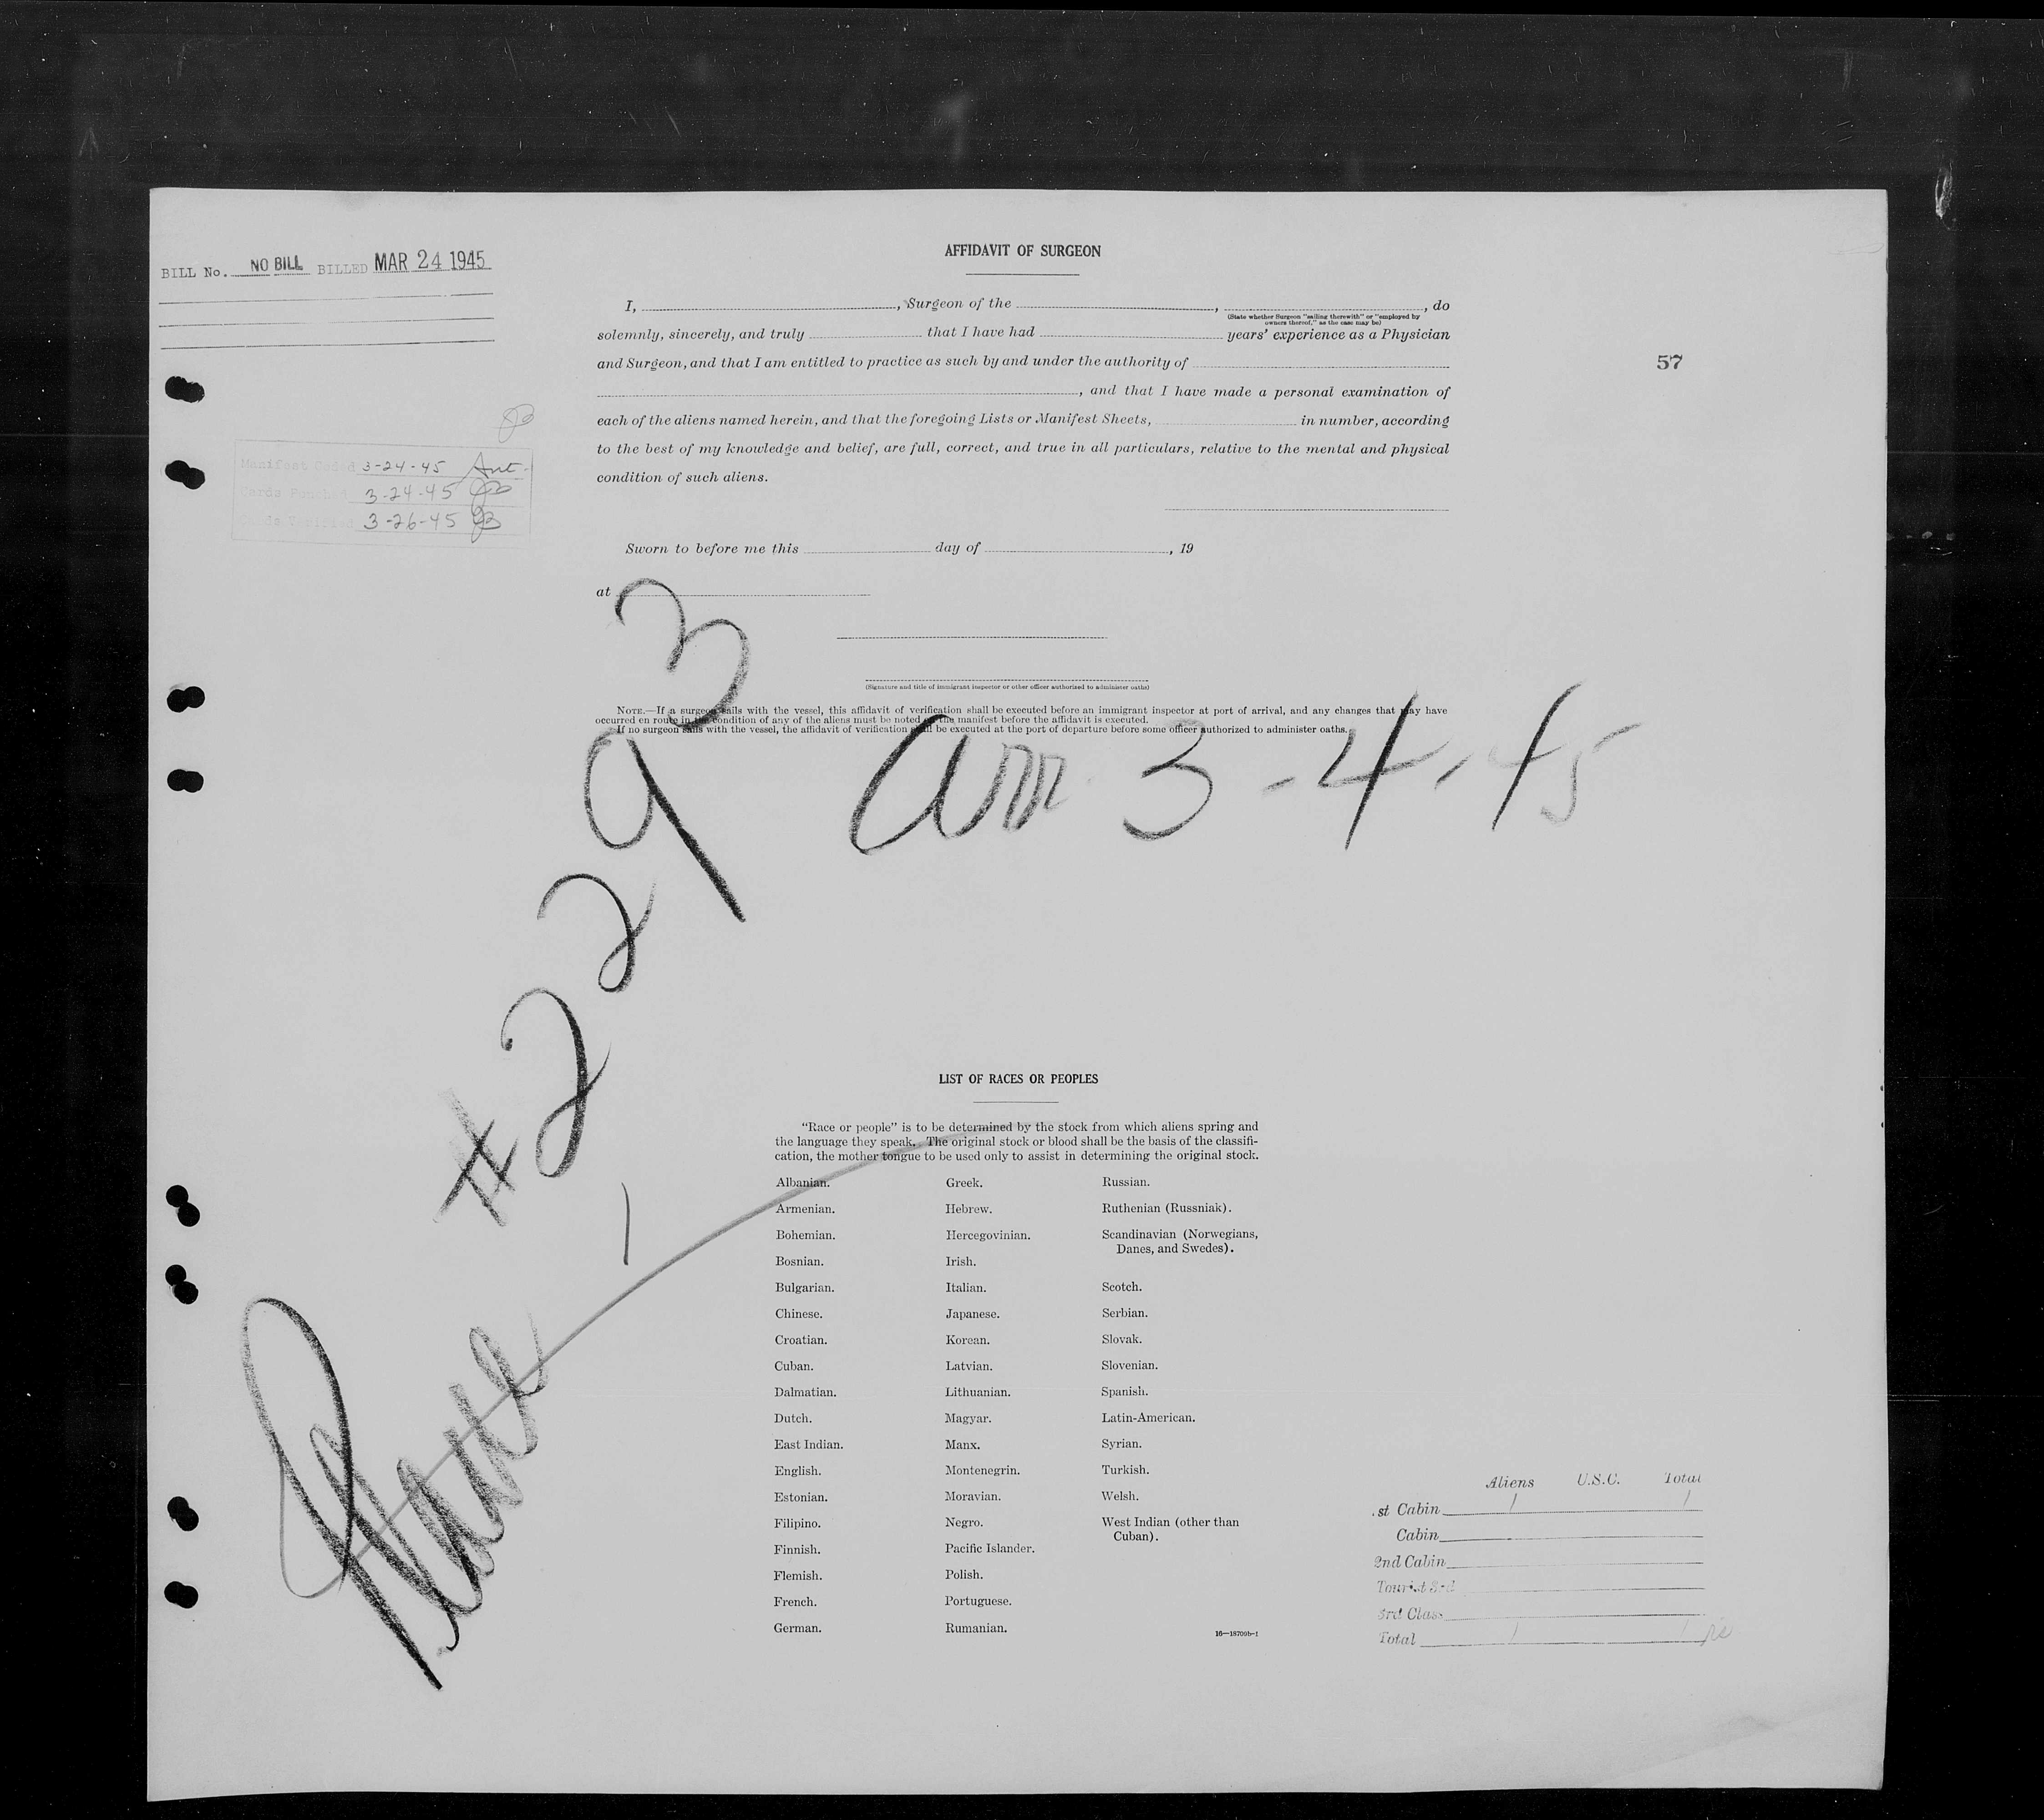 BILL No. NO BILL BILLED MAR 24 1945
AFFIDAVIT OF SURGEON
I, , Surgeon of the , , do
(State whether Surgeon "sailing therewith" or "employed by
owners thereof," as the case may be)
solemnly, sincerely, and truly that I have had years' experience as a Physician
and Surgeon, and that I am entitled to practice as such by and under the authority of
, and that I have made a personal examination of
each of the aliens named herein, and that the foregoing Lists or Manifest Sheets, in number, according
to the best of my knowledge and belief, are full, correct, and true in all particulars, relative to the mental and physical
condition of such aliens.
57
Manifest Coded 3-24-45
Cards Punched 3-24-45
Cards Verified 3-26-45
Sworn to before me this day of , 19
at
(Signature and title of immigrant inspector or other officer authorized to administer oaths)
NOTE.—If a surgeon sails with the vessel, this affidavit of verification shall be executed before an immigrant inspector at port of arrival, and any changes that may have
occurred en route in the condition of any of the aliens must be noted on the manifest before the affidavit is executed.
If no surgeon sails with the vessel, the affidavit of verification shall be executed at the port of departure before some officer authorized to administer oaths.
Arr. 3-4-45
Plane #2293
LIST OF RACES OR PEOPLES
"Race or people" is to be determined by the stock from which aliens spring and
the language they speak. The original stock or blood shall be the basis of the classifi-
cation, the mother tongue to be used only to assist in determining the original stock.
Albanian. Greek. Russian.
Armenian. Hebrew. Ruthenian (Russniak).
Bohemian. Hercegovinian. Scandinavian (Norwegians,
Danes, and Swedes).
Bosnian. Irish.
Bulgarian. Italian. Scotch.
Chinese. Japanese. Serbian.
Croatian. Korean. Slovak.
Cuban. Latvian. Slovenian.
Dalmatian. Lithuanian. Spanish.
Dutch. Magyar. Latin-American.
East Indian. Manx. Syrian.
English. Montenegrin. Turkish.
Estonian. Moravian. Welsh.
Filipino. Negro. West Indian (other than
Cuban).
Finnish. Pacific Islander.
Flemish. Polish.
French. Portuguese.
German. Rumanian.
16—18709b-1
Aliens U.S.C. Total
st Cabin 1 1
Cabin
2nd Cabin
Tourist 3rd
3rd Class
Total 1 1